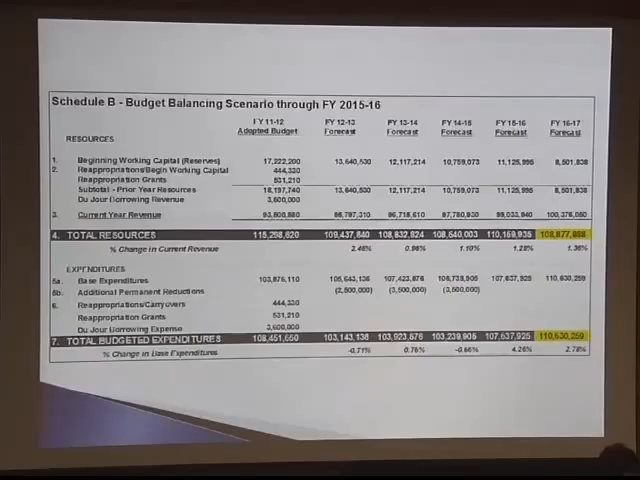 Schedule B - Budget Balancing Scenario through FY 2015-16
FY 11-12 FY 12-13 FY 13-14 FY 14-15 FY 15-16 FY 16-17
Adopted Budget Forecast Forecast Forecast Forecast Forecast
RESOURCES
1. Beginning Working Capital (Reserves) 17,222,200 13,640,530 12,117,214 10,759,073 11,125,995 8,501,838
2. Reappropriations/Begin Working Capital 444,330
Reappropriation Grants 531,210
Subtotal - Prior Year Resources 18,197,740 13,640,530 12,117,214 10,759,073 11,125,995 8,501,838
Du Jour Borrowing Revenue 3,600,000
3. Current Year Revenue 95,797,310 96,715,610 97,780,930 99,033,940 100,376,050
4. TOTAL RESOURCES 115,298,620 109,437,840 108,832,824 108,540,003 110,159,935 108,877,888
% Change in Current Revenue 2.46% 0.96% 1.10% 1.28% 1.36%
EXPENDITURES
5a. Base Expenditures 103,876,110 105,643,136 107,423,676 106,739,905 107,637,925 110,630,259
5b. Additional Permanent Reductions (2,500,000) (3,500,000) (3,500,000)
6. Reappropriations/Carryovers 444,330
Reappropriation Grants 531,210
Du Jour Borrowing Expense 3,600,000
7. TOTAL BUDGETED EXPENDITURES 108,451,650 103,143,136 103,923,676 103,239,905 107,637,925 110,630,259
% Change in Base Expenditures -0.71% 0.76% -0.66% 4.26% 2.78%